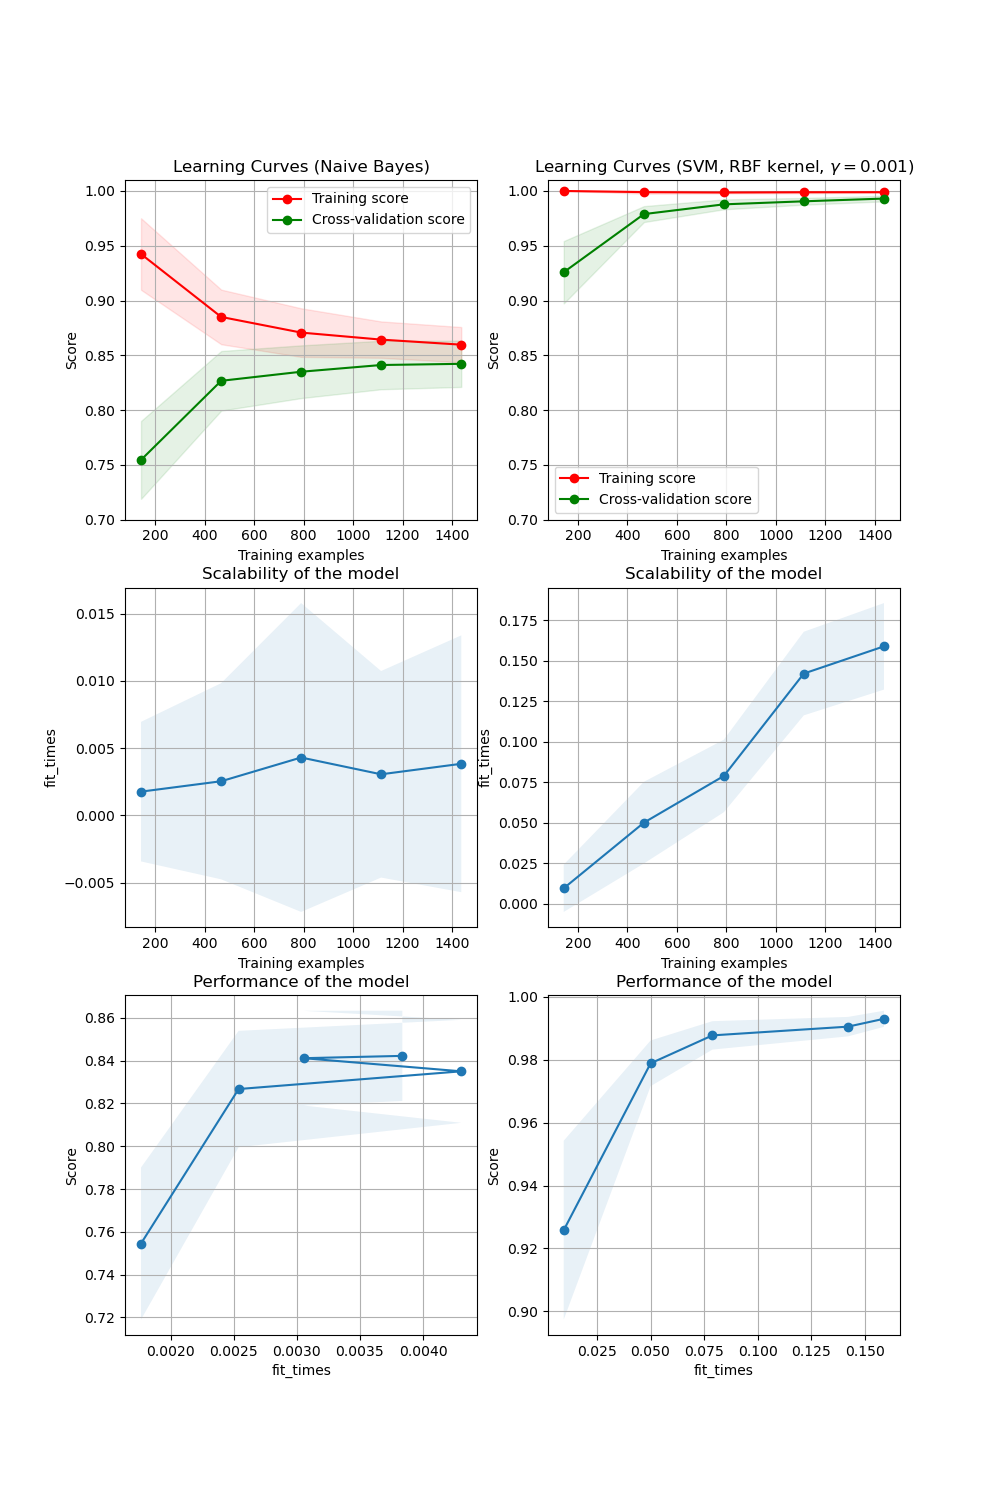 Learning Curves (Naive Bayes)
1.00
0.95
0.90
0.85
0.80
0.75
0.70
Score
Training score
Cross-validation score
200 400 600 800 1000 1200 1400
Training examples
Learning Curves (SVM, RBF kernel, γ = 0.001)
1.00
0.95
0.90
0.85
0.80
0.75
0.70
Score
Training score
Cross-validation score
200 400 600 800 1000 1200 1400
Training examples
Scalability of the model
0.015
0.010
0.005
0.000
−0.005
fit_times
200 400 600 800 1000 1200 1400
Training examples
Scalability of the model
0.175
0.150
0.125
0.100
0.075
0.050
0.025
0.000
fit_times
200 400 600 800 1000 1200 1400
Training examples
Performance of the model
0.86
0.84
0.82
0.80
0.78
0.76
0.74
0.72
Score
0.0020 0.0025 0.0030 0.0035 0.0040
fit_times
Performance of the model
1.00
0.98
0.96
0.94
0.92
0.90
Score
0.025 0.050 0.075 0.100 0.125 0.150
fit_times